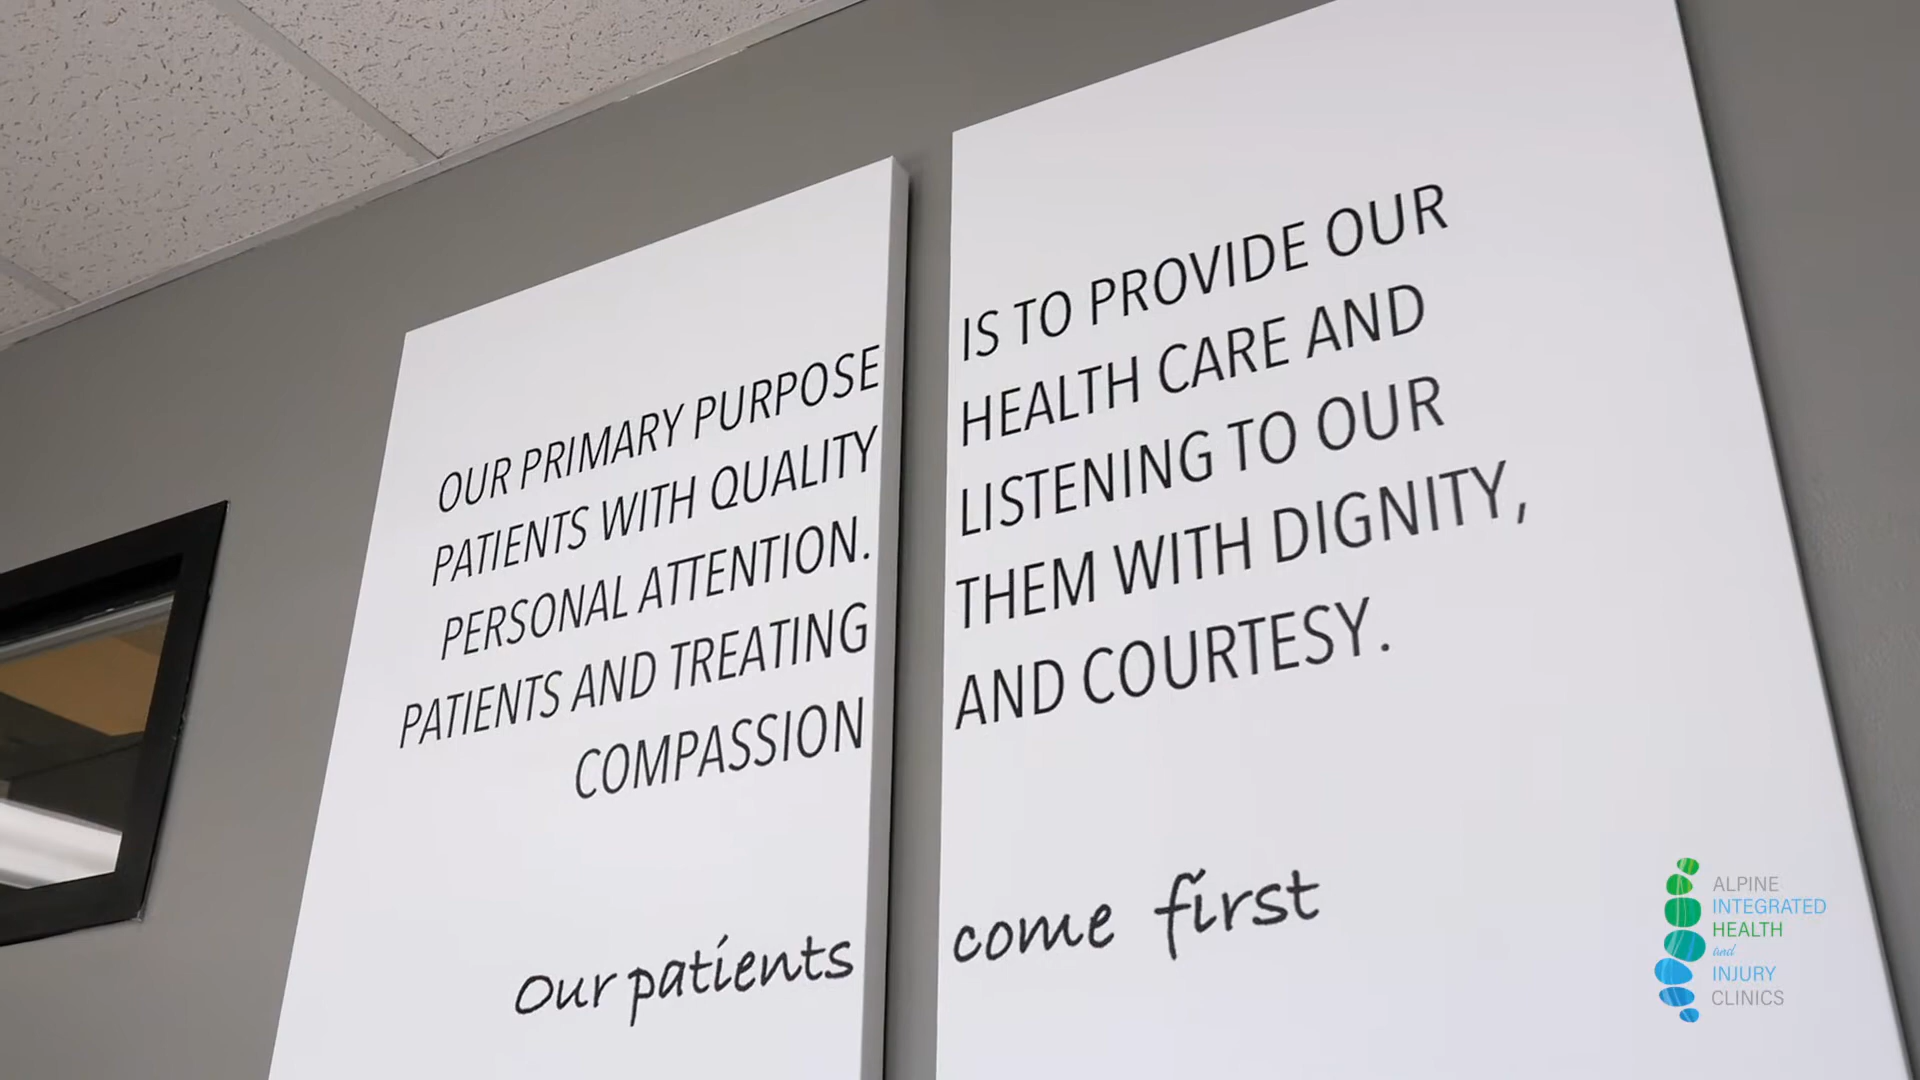 OUR PRIMARY PURPOSE IS TO PROVIDE OUR
PATIENTS WITH QUALITY HEALTH CARE AND
PERSONAL ATTENTION. LISTENING TO OUR
PATIENTS AND TREATING THEM WITH DIGNITY,
COMPASSION AND COURTESY.
Our patients come first
ALPINE
INTEGRATED
HEALTH
and
INJURY
CLINICS